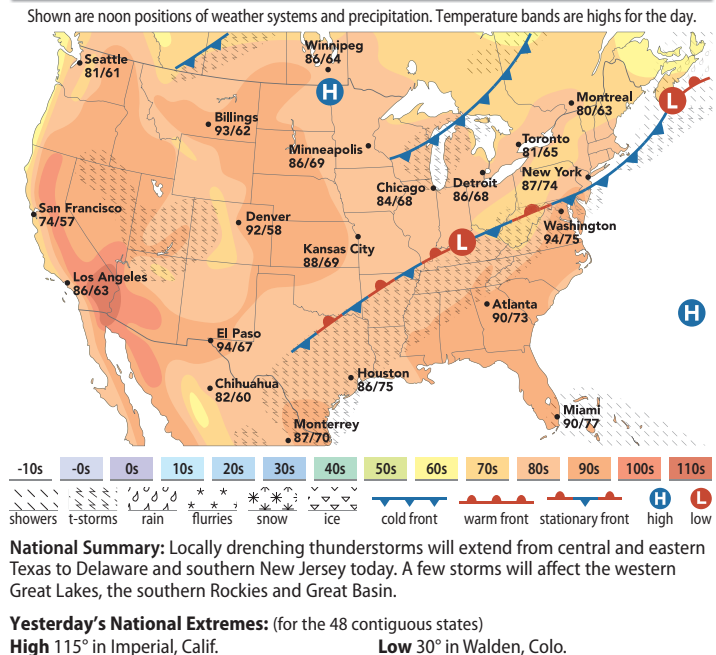 Shown are noon positions of weather systems and precipitation. Temperature bands are highs for the day.
Winnipeg
86/64
Seattle
81/61
H
L
Montreal
80/63
Billings
93/62
Minneapolis
86/69
Toronto
81/65
New York
87/74
Chicago
84/68
Detroit
86/68
San Francisco
74/57
Denver
92/58
Washington
94/75
L
Kansas City
88/69
Los Angeles
86/63
Atlanta
90/73
H
El Paso
94/67
Houston
86/75
Chihuahua
82/60
Miami
90/77
Monterrey
87/70
-10s -0s 0s 10s 20s 30s 40s 50s 60s 70s 80s 90s 100s 110s
H L
showers t-storms rain flurries snow ice cold front warm front stationary front high low
National Summary: Locally drenching thunderstorms will extend from central and eastern
Texas to Delaware and southern New Jersey today. A few storms will affect the western
Great Lakes, the southern Rockies and Great Basin.
Yesterday's National Extremes: (for the 48 contiguous states)
High 115° in Imperial, Calif. Low 30° in Walden, Colo.